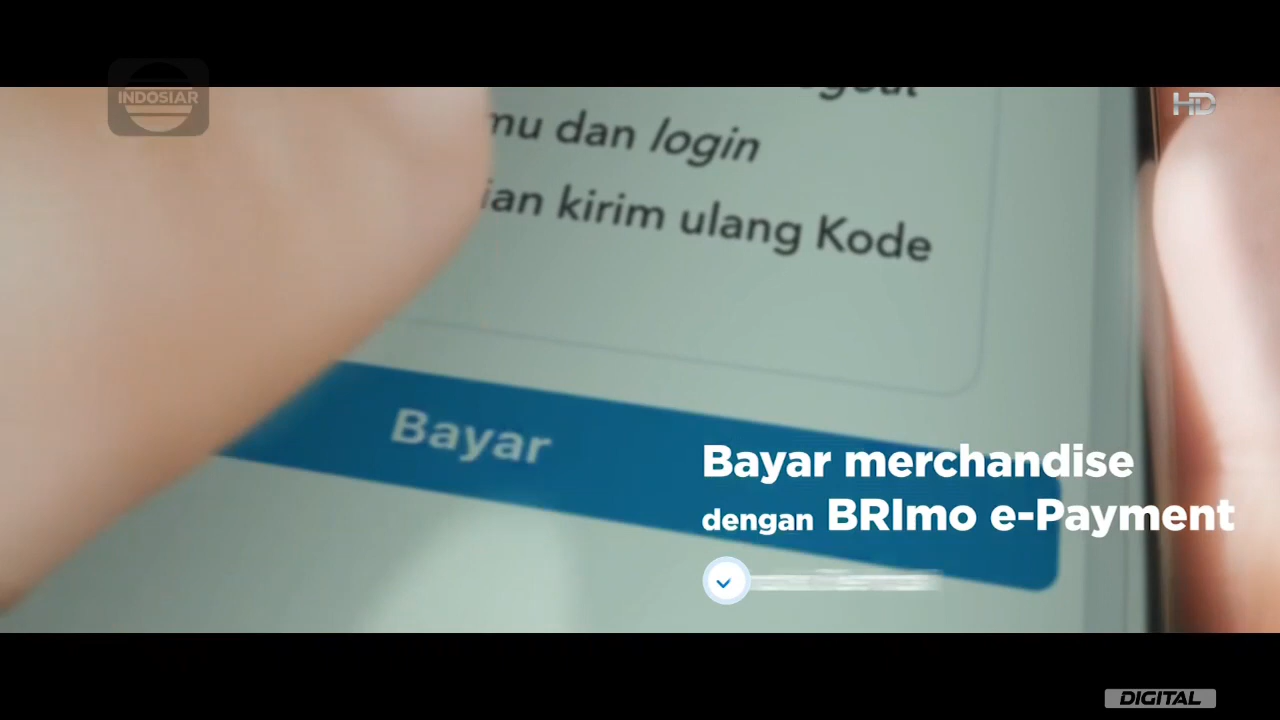 INDOSIAR
HD
mu dan login
ian kirim ulang Kode
Bayar
Bayar merchandise
dengan BRImo e-Payment
DIGITAL